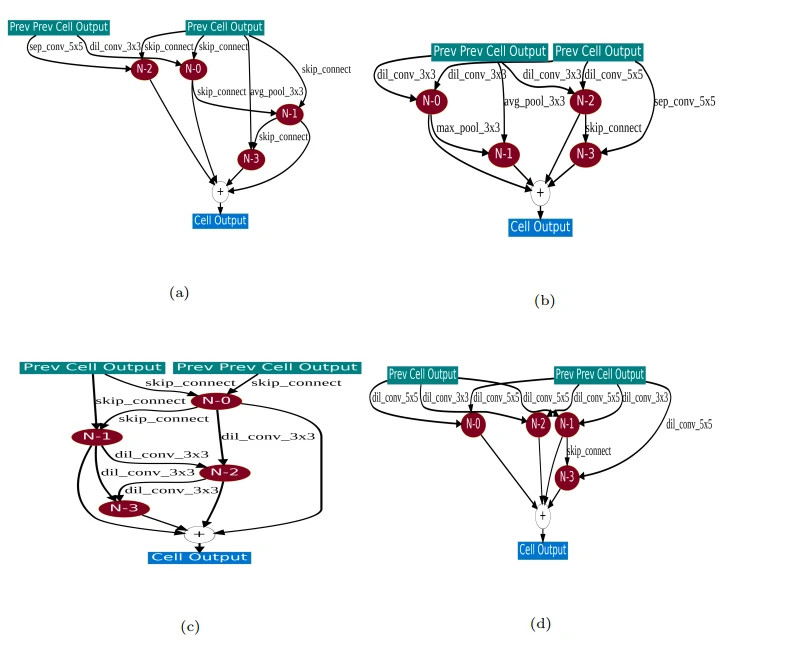 Prev Prev Cell Output Prev Cell Output
sep_conv_5x5 dil_conv_3x3 skip_connect skip_connect
N-2 N-0 skip_connect
skip_connect avg_pool_3x3
N-1
skip_connect
N-3
+
Cell Output
(a)
Prev Prev Cell Output Prev Cell Output
dil_conv_3x3 dil_conv_3x3 dil_conv_3x3 dil_conv_5x5
N-0 avg_pool_3x3 N-2 sep_conv_5x5
max_pool_3x3 skip_connect
N-1 N-3
+
Cell Output
(b)
Prev Cell Output Prev Prev Cell Output
skip_connect skip_connect
skip_connect N-0
skip_connect
N-1 dil_conv_3x3
dil_conv_3x3
dil_conv_3x3 N-2
dil_conv_3x3
N-3
+
Cell Output
(c)
Prev Cell Output Prev Prev Cell Output
dil_conv_5x5 dil_conv_3x3 dil_conv_5x5 dil_conv_5x5 dil_conv_5x5 dil_conv_3x3
N-0 N-2 N-1 dil_conv_5x5
skip_connect
N-3
+
Cell Output
(d)